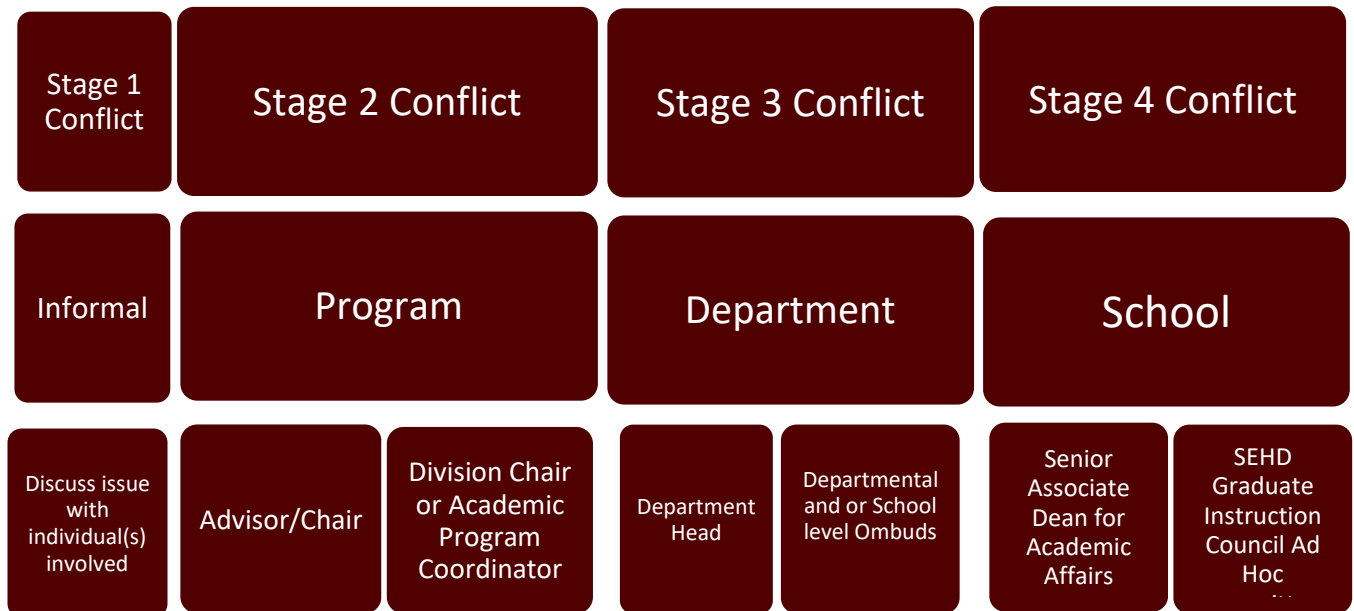 Stage 1
Conflict
Stage 2 Conflict
Stage 3 Conflict
Stage 4 Conflict
Informal
Program
Department
School
Discuss issue
with
individual(s)
involved
Advisor/Chair
Division Chair
or Academic
Program
Coordinator
Department
Head
Departmental
and or School
level Ombuds
Senior
Associate
Dean for
Academic
Affairs
SEHD
Graduate
Instruction
Council Ad
Hoc